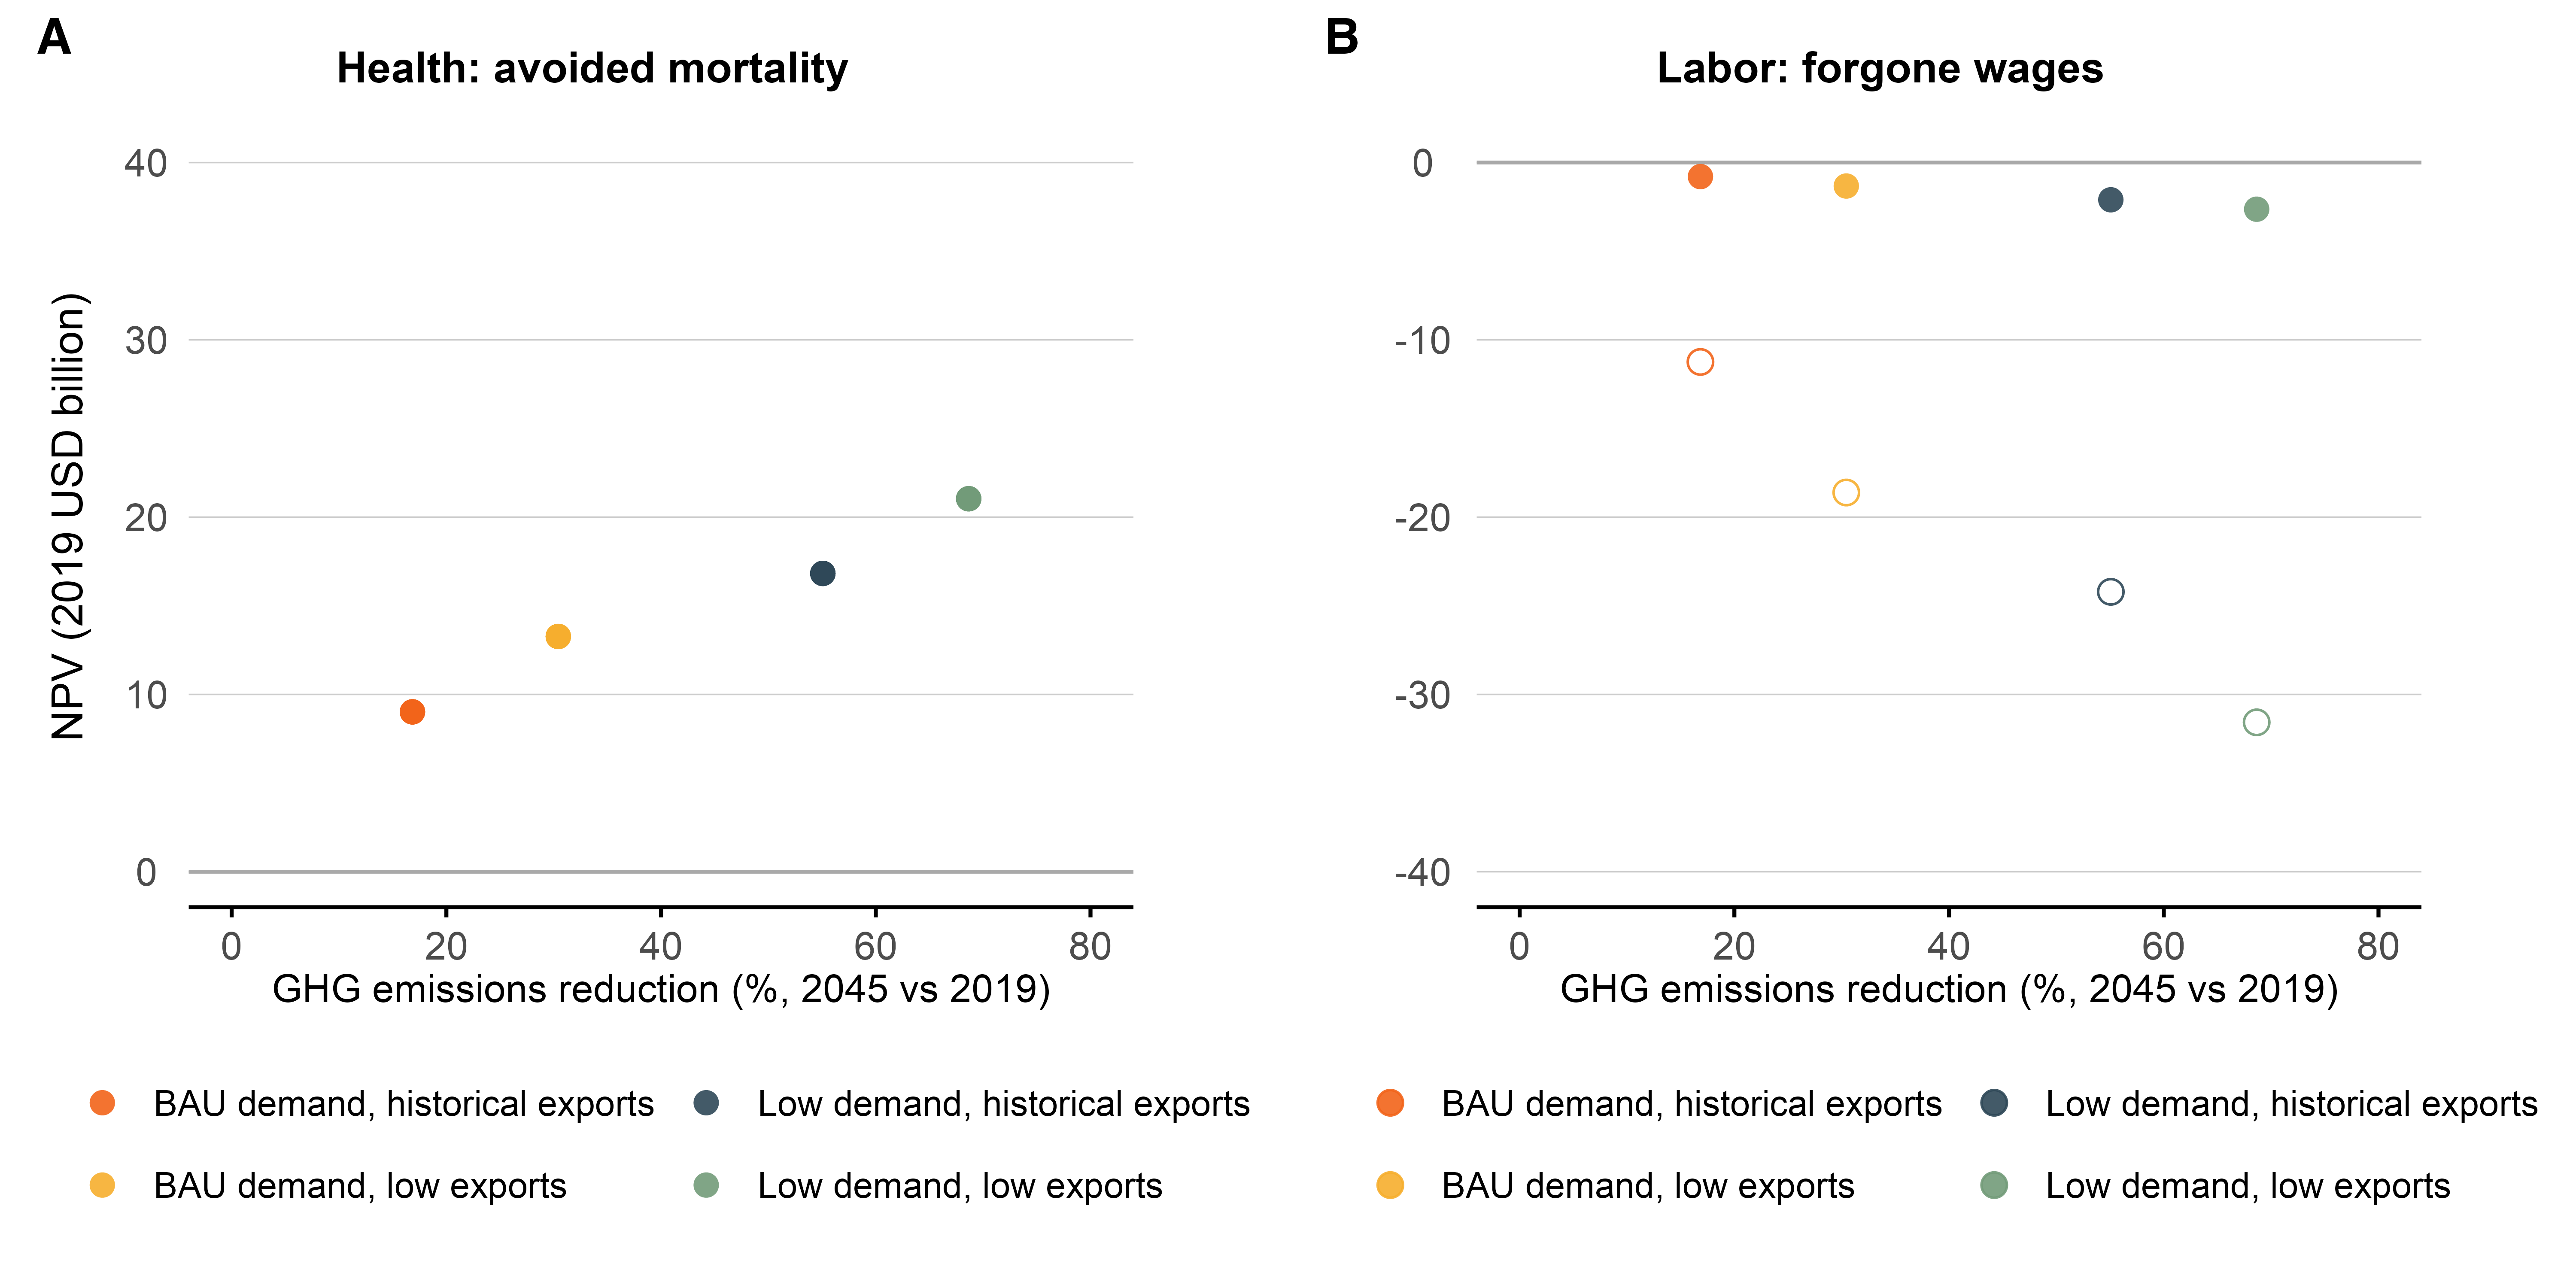 A
Health: avoided mortality
40
30
20
10
0
NPV (2019 USD billion)
0 20 40 60 80
GHG emissions reduction (%, 2045 vs 2019)
BAU demand, historical exports
Low demand, historical exports
BAU demand, low exports
Low demand, low exports
B
Labor: forgone wages
0
-10
-20
-30
-40
0 20 40 60 80
GHG emissions reduction (%, 2045 vs 2019)
BAU demand, historical exports
Low demand, historical exports
BAU demand, low exports
Low demand, low exports